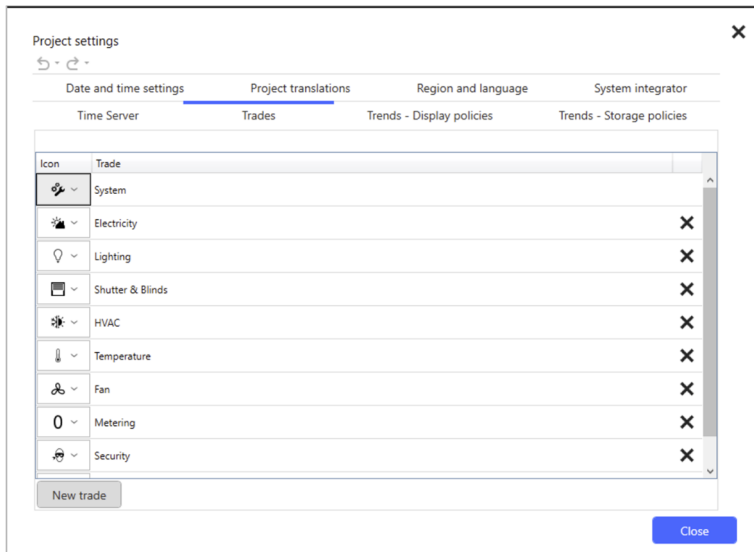 Project settings
Date and time settings Project translations Region and language System integrator
Time Server Trades Trends - Display policies Trends - Storage policies
Icon Trade
System
Electricity
Lighting
Shutter & Blinds
HVAC
Temperature
Fan
0 Metering
Security
New trade
Close